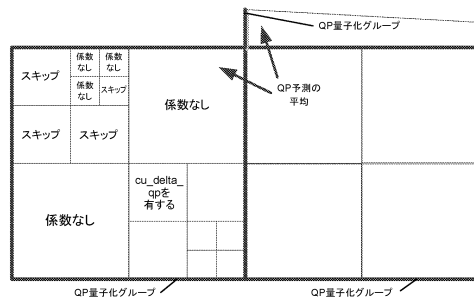 QP量子化グループ
スキップ
係数
なし
係数
なし
係数
なし
スキップ
係数なし
QP予測の
平均
スキップ
スキップ
係数なし
cu_delta_
qpを
有する
QP量子化グループ
QP量子化グループ